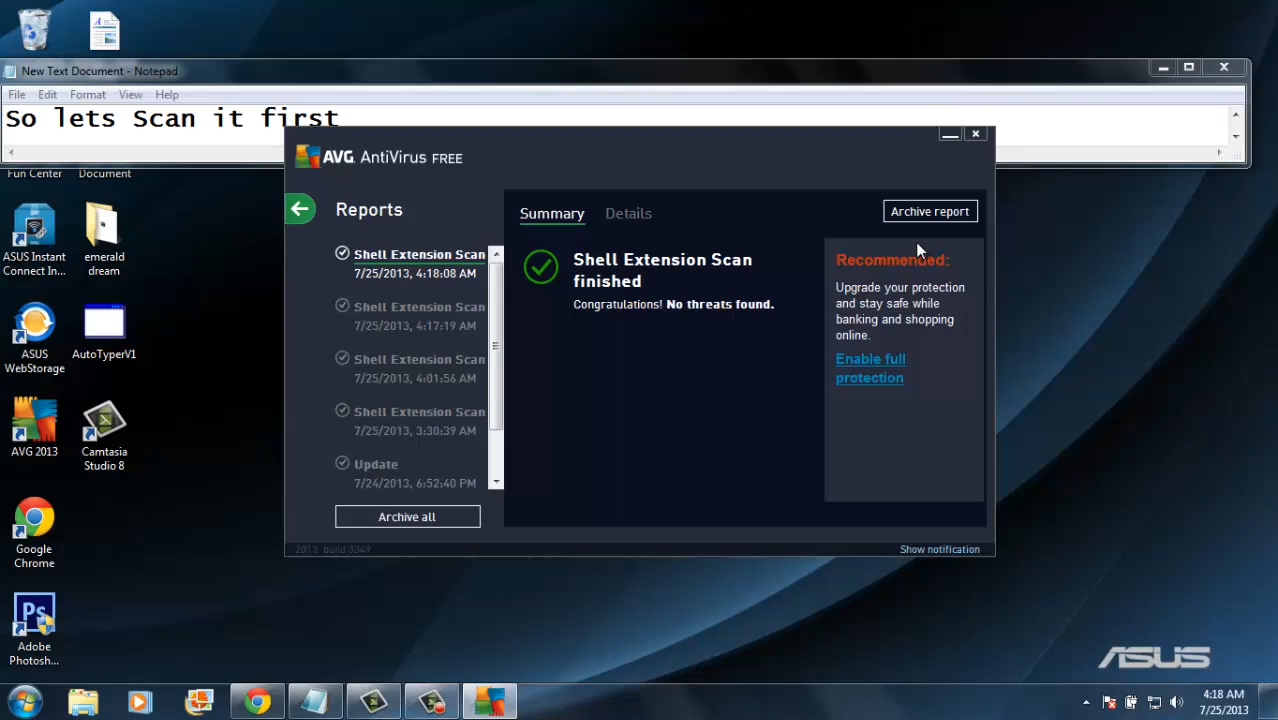 New Text Document - Notepad
File Edit Format View Help
So lets Scan it first
AVG. AntiVirus FREE
Fun Center
Document
Reports
Summary
Details
Archive report
ASUS Instant
Connect In...
emerald
dream
Shell Extension Scan
7/25/2013, 4:18:08 AM
Shell Extension Scan
7/25/2013, 4:17:19 AM
Shell Extension Scan
7/25/2013, 4:01:56 AM
Shell Extension Scan
7/25/2013, 3:30:39 AM
Update
7/24/2013, 6:52:40 PM
Archive all
Shell Extension Scan
finished
Congratulations! No threats found.
Recommended:
Upgrade your protection
and stay safe while
banking and shopping
online.
Enable full
protection
2013 build 3349
Show notification
ASUS
WebStorage
AutoTyperV1
AVG 2013
Camtasia
Studio 8
Google
Chrome
Ps
Adobe
Photosh...
ASUS
4:18 AM
7/25/2013